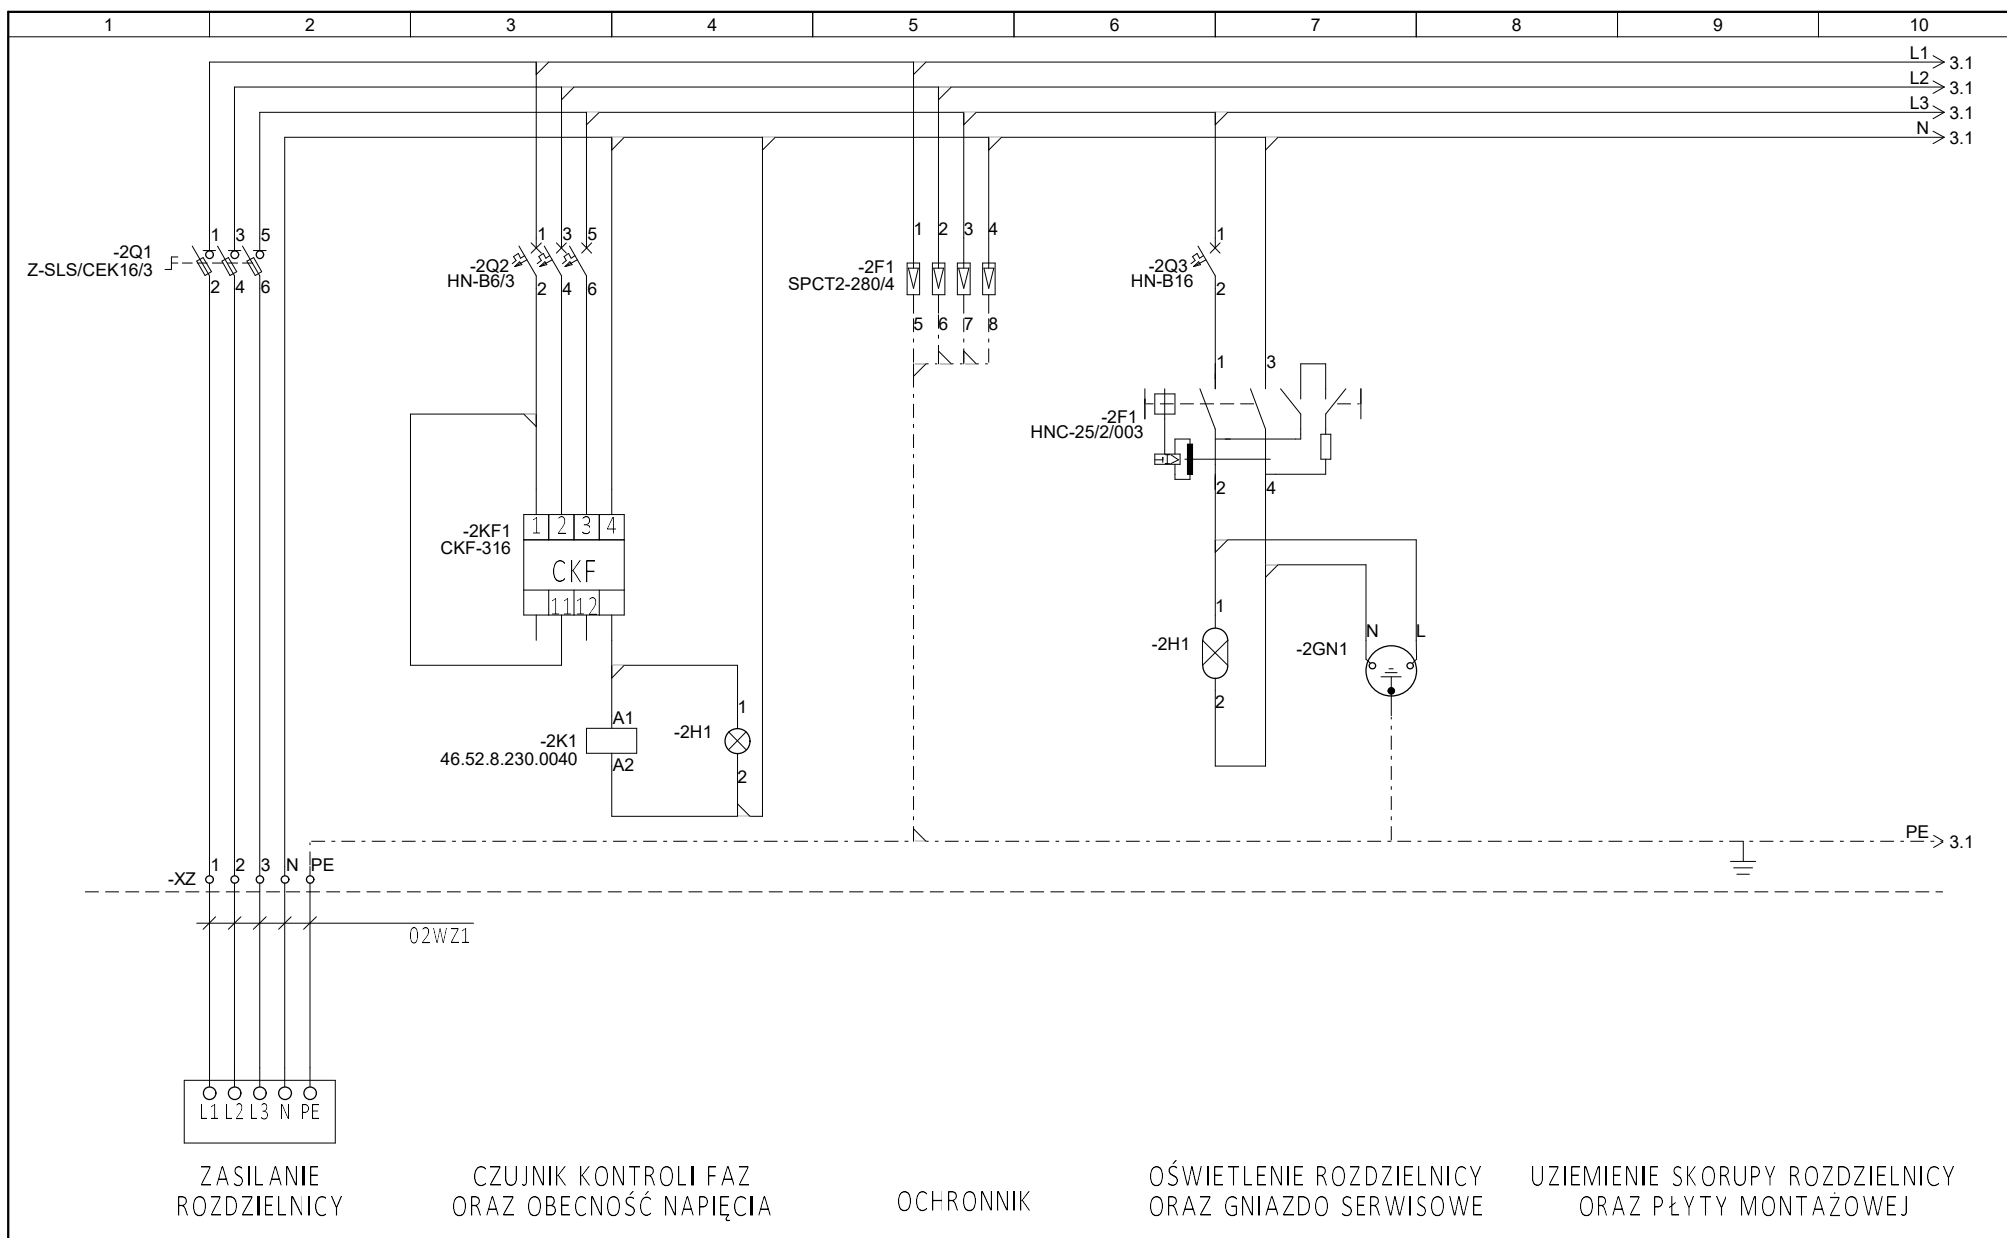 1 2 3 4 5 6 7 8 9 10
L1 3.1
L2 3.1
L3 3.1
N 3.1
1 3 5
-2Q1
Z-SLS/CEK16/3
2 4 6
1 3 5
-2Q2
HN-B6/3
2 4 6
1 2 3 4
-2F1
SPCT2-280/4
5 6 7 8
1
-2Q3
HN-B16
2
1 3
-2F1
HNC-25/2/003
2 4
-2KF1
CKF-316
1 2 3 4
CKF
11 12
1
-2H1
2
N L
-2GN1
A1
-2K1
46.52.8.230.0040
A2
1
-2H1
2
PE 3.1
-XZ 1 2 3 N PE
02WZ1
L1 L2 L3 N PE
ZASILANIE
ROZDZIELNICY
CZUJNIK KONTROLI FAZ
ORAZ OBECNOŚĆ NAPIĘCIA
OCHRONNIK
OŚWIETLENIE ROZDZIELNICY
ORAZ GNIAZDO SERWISOWE
UZIEMIENIE SKORUPY ROZDZIELNICY
ORAZ PŁYTY MONTAŻOWEJ